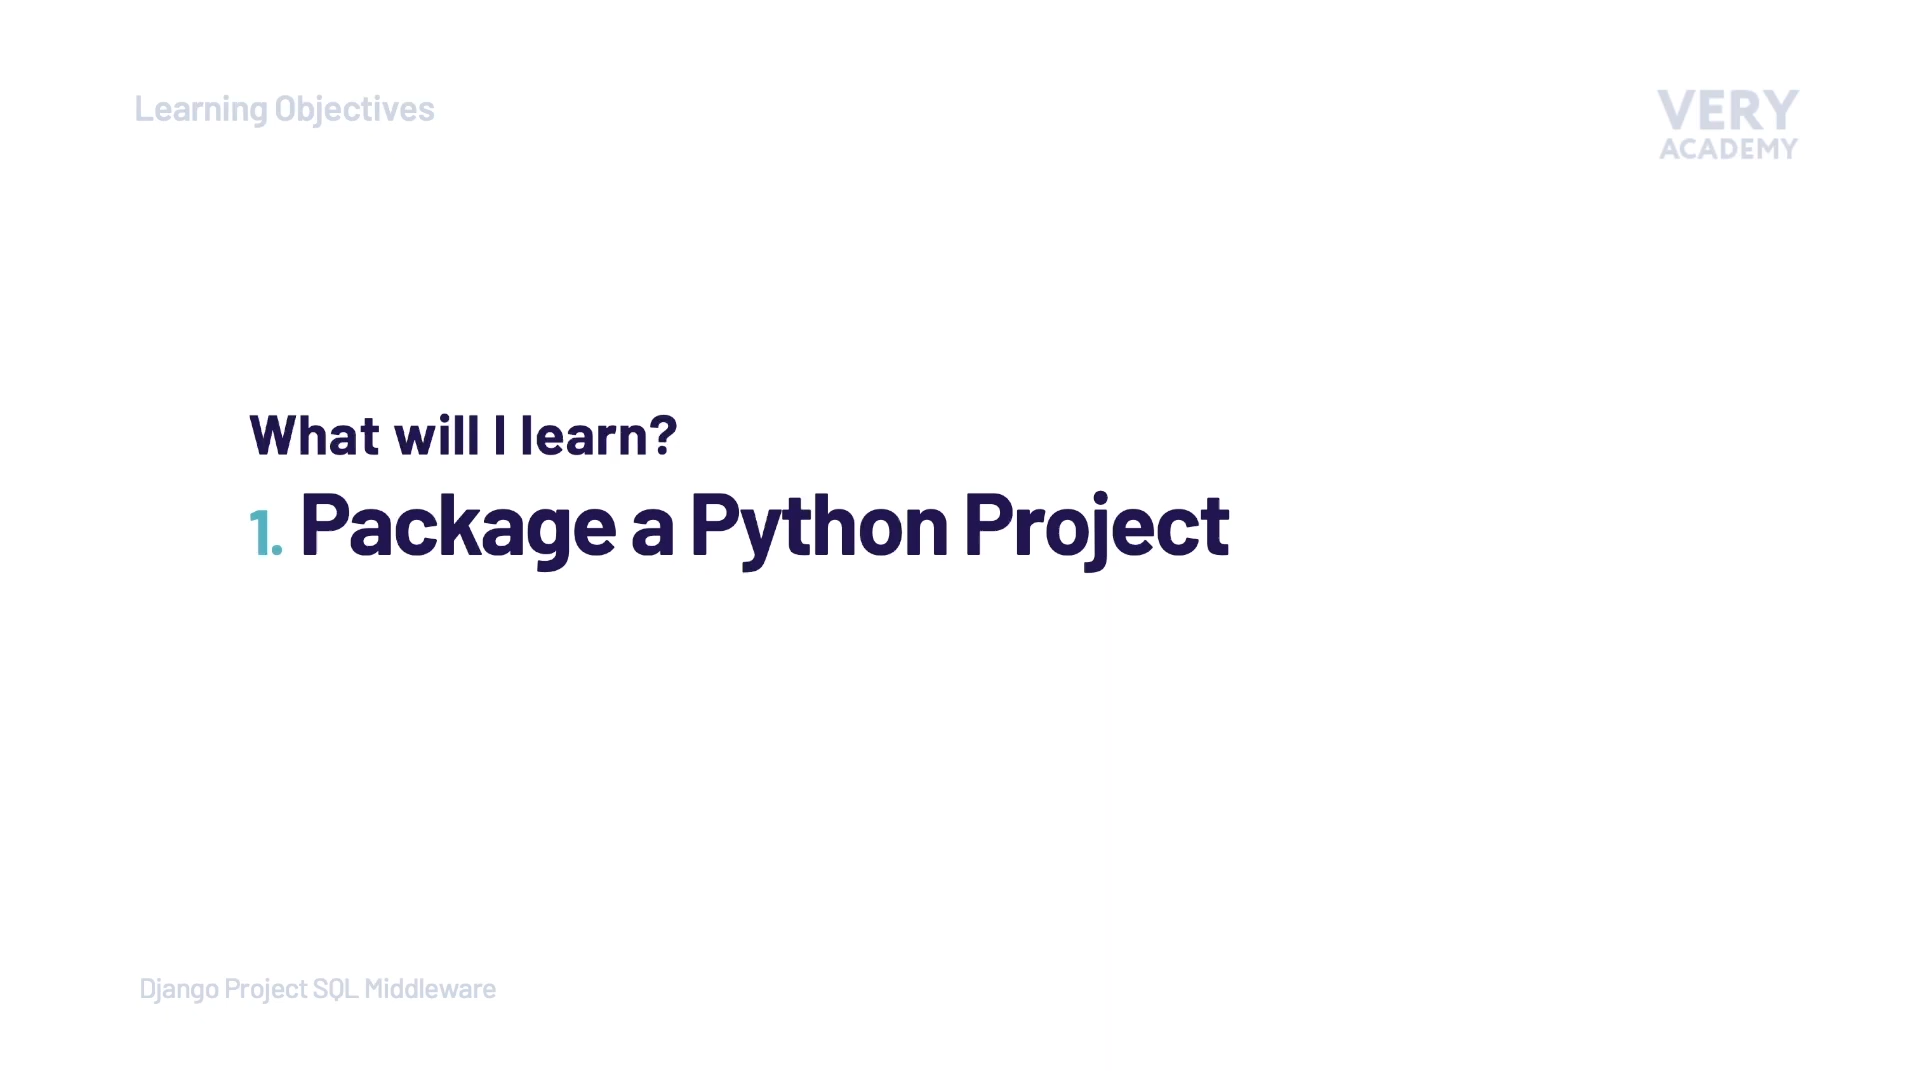 Learning Objectives
VERY
ACADEMY
What will I learn?
1. Package a Python Project
Django Project SQL Middleware